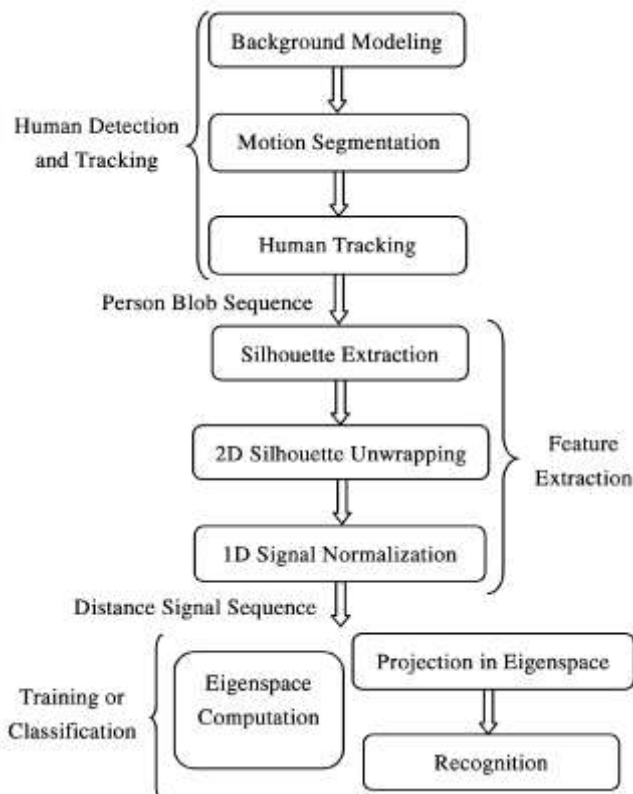 Background Modeling
Human Detection
and Tracking
Motion Segmentation
Human Tracking
Person Blob Sequence
Silhouette Extraction
2D Silhouette Unwrapping
Feature
Extraction
1D Signal Normalization
Distance Signal Sequence
Training or
Classification
Eigenspace
Computation
Projection in Eigenspace
Recognition